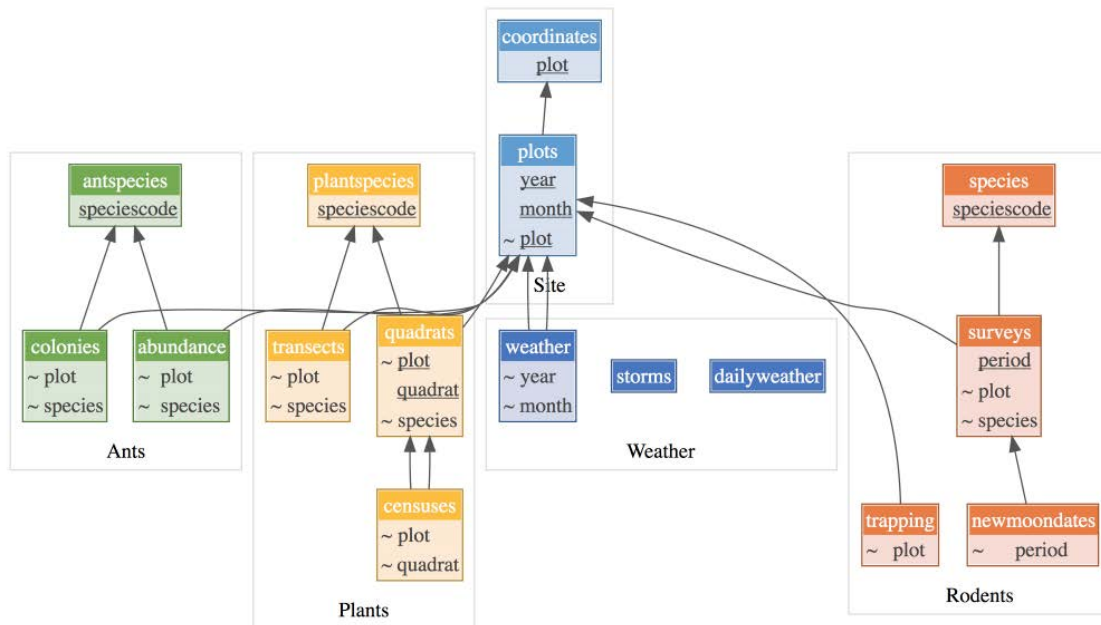 coordinates
plot
plots
year
month
~ plot
Site
antspecies
speciescode
colonies
~ plot
~ species
abundance
~ plot
~ species
Ants
plantspecies
speciescode
transects
~ plot
~ species
quadrats
~ plot
quadrat
~ species
censuses
~ plot
~ quadrat
Plants
weather
~ year
~ month
storms
dailyweather
Weather
species
speciescode
surveys
period
~ plot
~ species
trapping
~ plot
newmoondates
~ period
Rodents